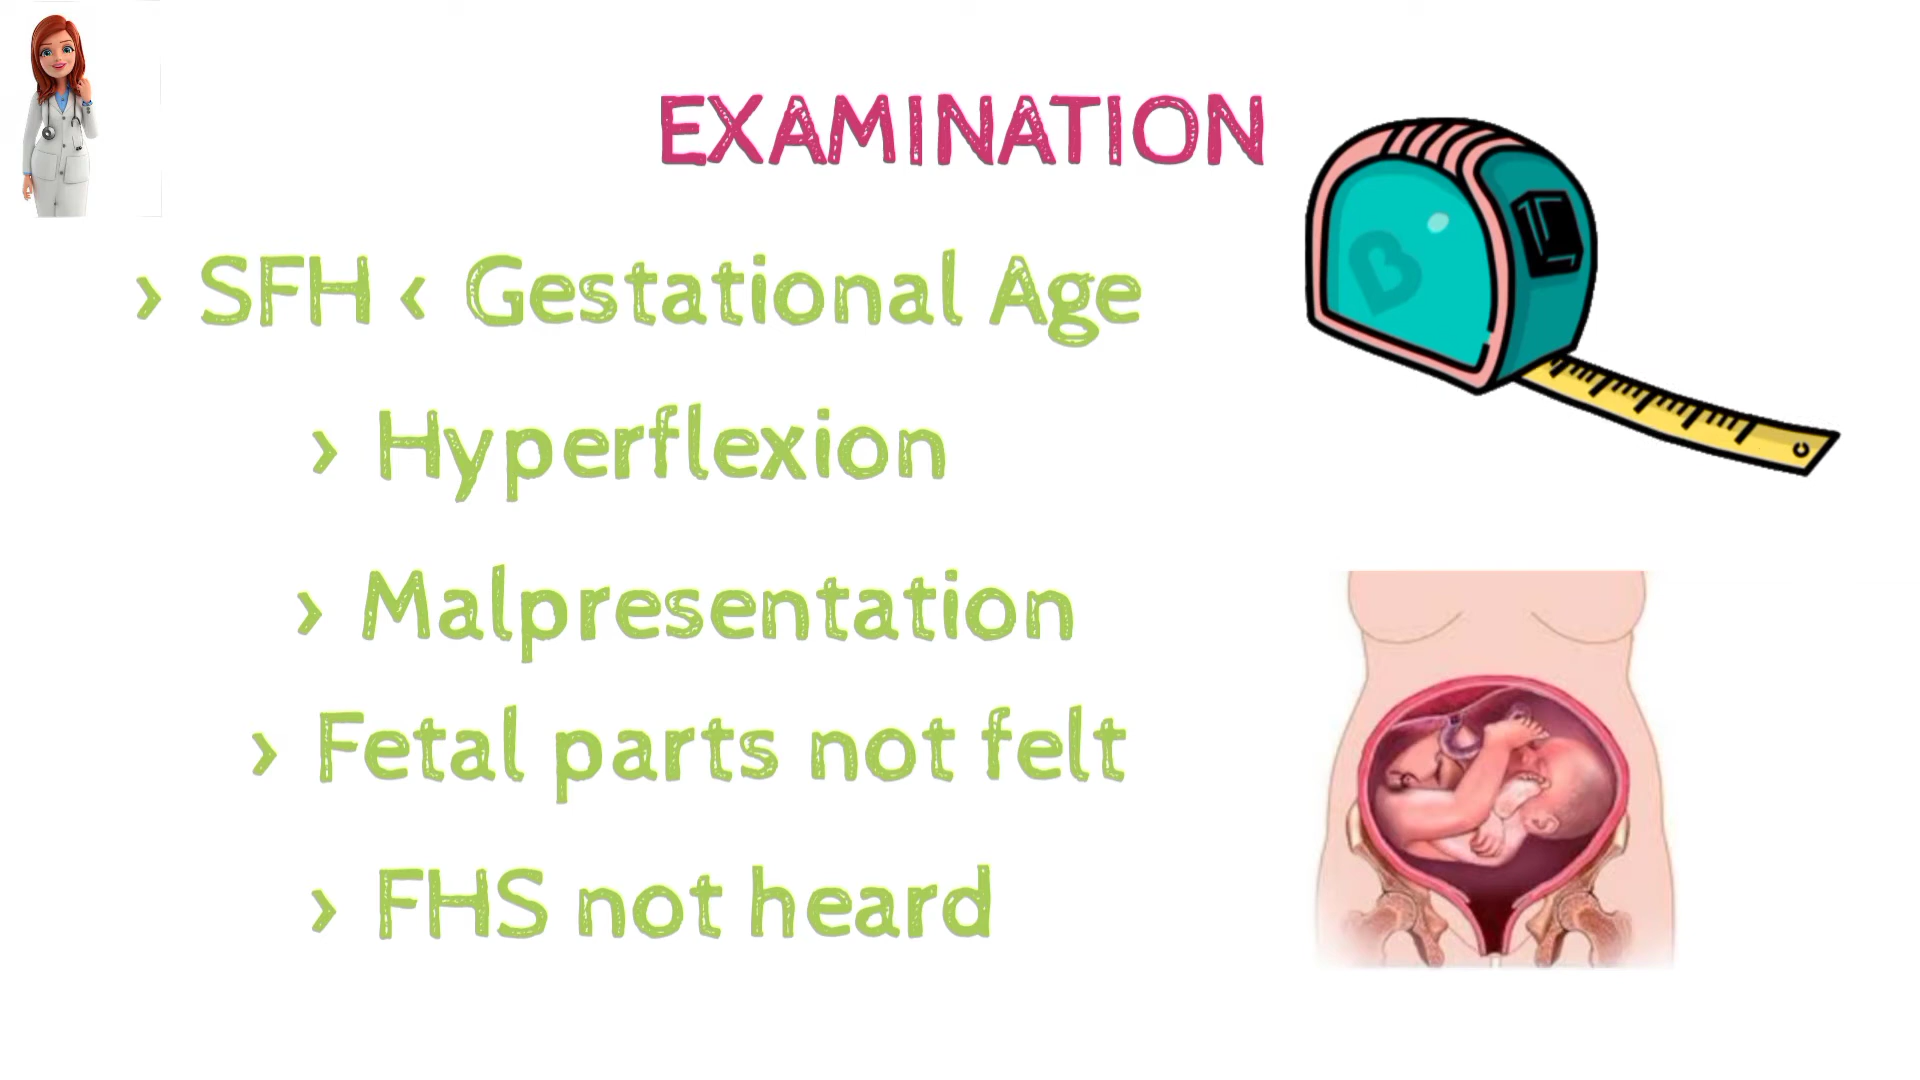 EXAMINATION
› SFH < Gestational Age
› Hyperflexion
› Malpresentation
› Fetal parts not felt
› FHS not heard
B